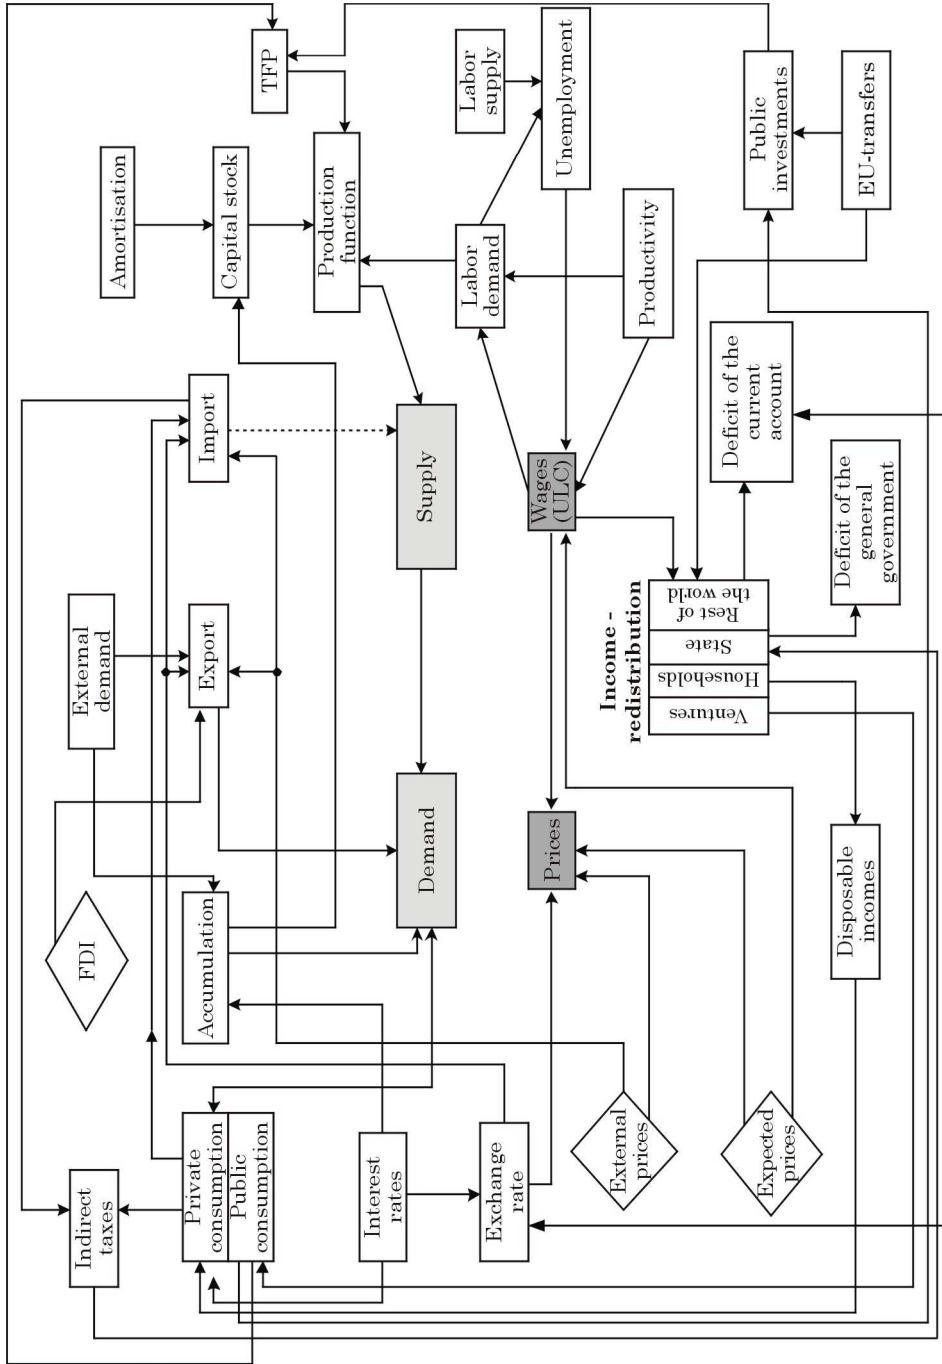 Indirect
taxes
Private
consumption
Public
consumption
Interest
rates
Exchange
rate
External
prices
Expected
prices
FDI
Accumulation
External
demand
Export
Import
Demand
Supply
Prices
Wages
(ULC)
Disposable
incomes
Income -
redistribution
Ventures
Households
State
Rest of
the world
Deficit of the
general
government
Deficit of the
current
account
Amortisation
Capital stock
Production
function
TFP
Labor
demand
Labor
supply
Unemployment
Productivity
Public
investments
EU-transfers